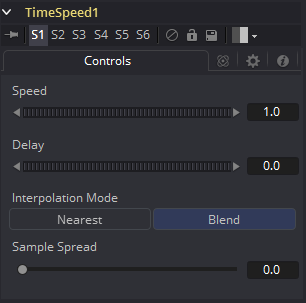 TimeSpeed1
S1 S2 S3 S4 S5 S6
Controls
Speed
1.0
Delay
0.0
Interpolation Mode
Nearest Blend
Sample Spread
0.0